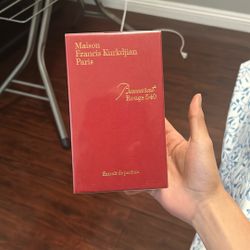 Maison
Francis Kurkdjian
Paris
Baccarat
Rouge 540
Extrait de parfum